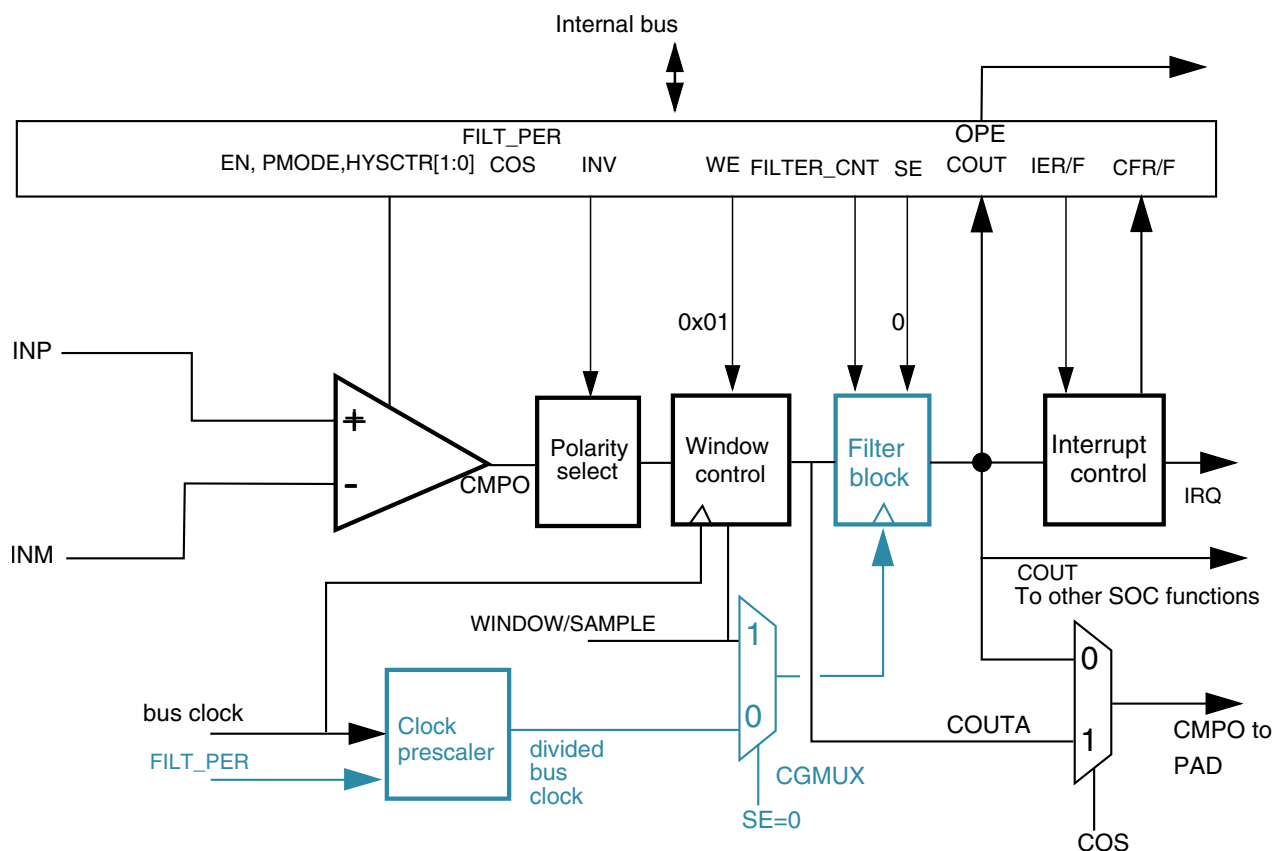 Internal bus
FILT_PER
OPE
EN, PMODE,HYSCTR[1:0]
COS
INV
WE
FILTER_CNT
SE
COUT
IER/F
CFR/F
0x01
0
INP
+
-
INM
CMPO
Polarity
select
Window
control
Filter
block
Interrupt
control
IRQ
COUT
To other SOC functions
WINDOW/SAMPLE
1
0
0
1
bus clock
FILT_PER
Clock
prescaler
divided
bus
clock
CGMUX
SE=0
COUTA
CMPO to
PAD
COS